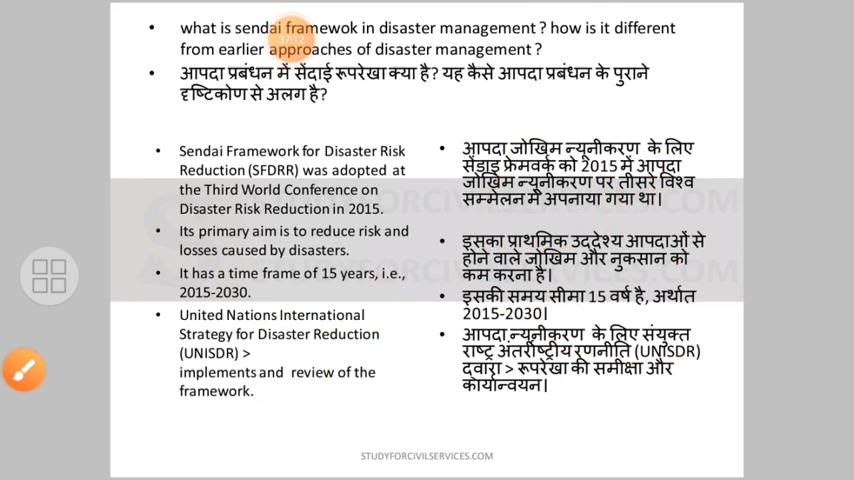 • what is sendai framewok in disaster management ? how is it different
from earlier approaches of disaster management ?
• आपदा प्रबंधन में सेंदाई रूपरेखा क्या है? यह कैसे आपदा प्रबंधन के पुराने
दृष्टिकोण से अलग है?
37:12
• Sendai Framework for Disaster Risk
Reduction (SFDRR) was adopted at
the Third World Conference on
Disaster Risk Reduction in 2015.
• Its primary aim is to reduce risk and
losses caused by disasters.
• It has a time frame of 15 years, i.e.,
2015-2030.
• United Nations International
Strategy for Disaster Reduction
(UNISDR) >
implements and review of the
framework.
• आपदा जोखिम न्यूनीकरण के लिए
सेंडाइ फ्रेमवर्क को 2015 में आपदा
जोखिम न्यूनीकरण पर तीसरे विश्व
सम्मेलन में अपनाया गया था।
• इसका प्राथमिक उद्देश्य आपदाओं से
होने वाले जोखिम और नुकसान को
कम करना है।
• इसकी समय सीमा 15 वर्ष है, अर्थात
2015-2030।
• आपदा न्यूनीकरण के लिए संयुक्त
राष्ट्र अंतर्राष्ट्रीय रणनीति (UNISDR)
द्वारा > रूपरेखा की समीक्षा और
कार्यान्वयन।
STUDYFORCIVILSERVICES.COM
STUDYFORCIVILSERVICES.COM
STUDYFORCIVILSERVICES.COM